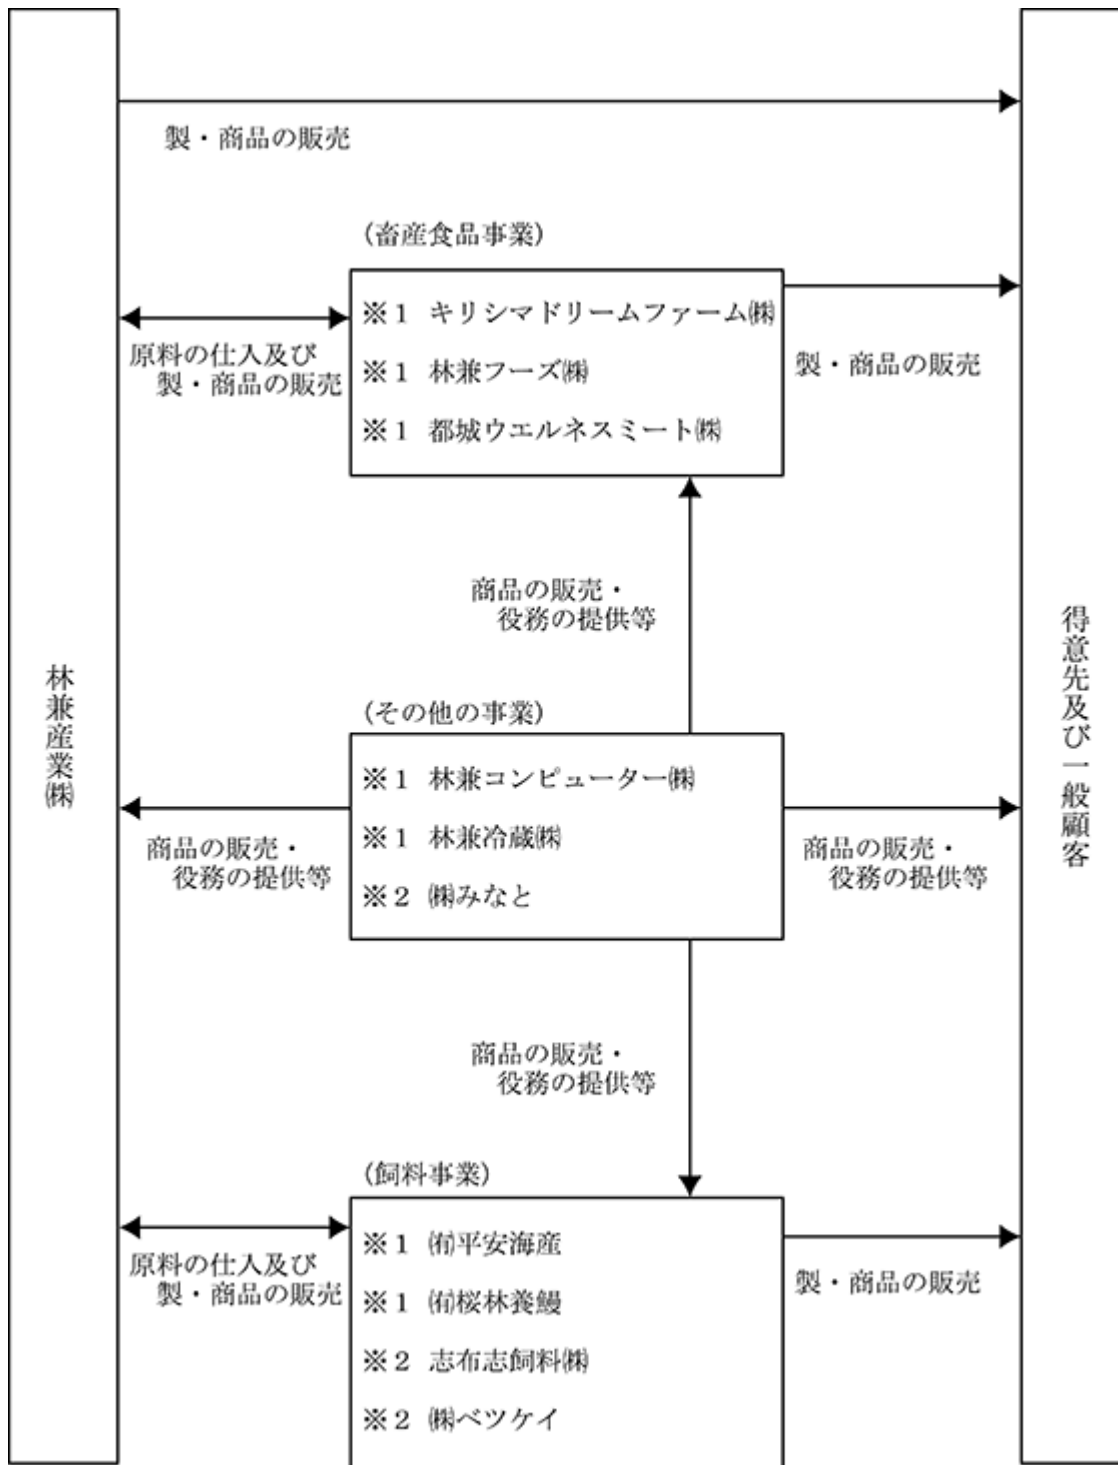 製・商品の販売
(畜産食品事業)
※1 キリシマドリームファーム㈱
※1 林兼フーズ㈱
※1 都城ウエルネスミート㈱
原料の仕入及び
製・商品の販売
製・商品の販売
商品の販売・
役務の提供等
林兼産業㈱
得意先及び一般顧客
(その他の事業)
※1 林兼コンピューター㈱
※1 林兼冷蔵㈱
※2 ㈱みなと
商品の販売・
役務の提供等
商品の販売・
役務の提供等
商品の販売・
役務の提供等
(飼料事業)
※1 ㈲平安海産
※1 ㈲桜林養鰻
※2 志布志飼料㈱
※2 ㈱ベツケイ
原料の仕入及び
製・商品の販売
製・商品の販売